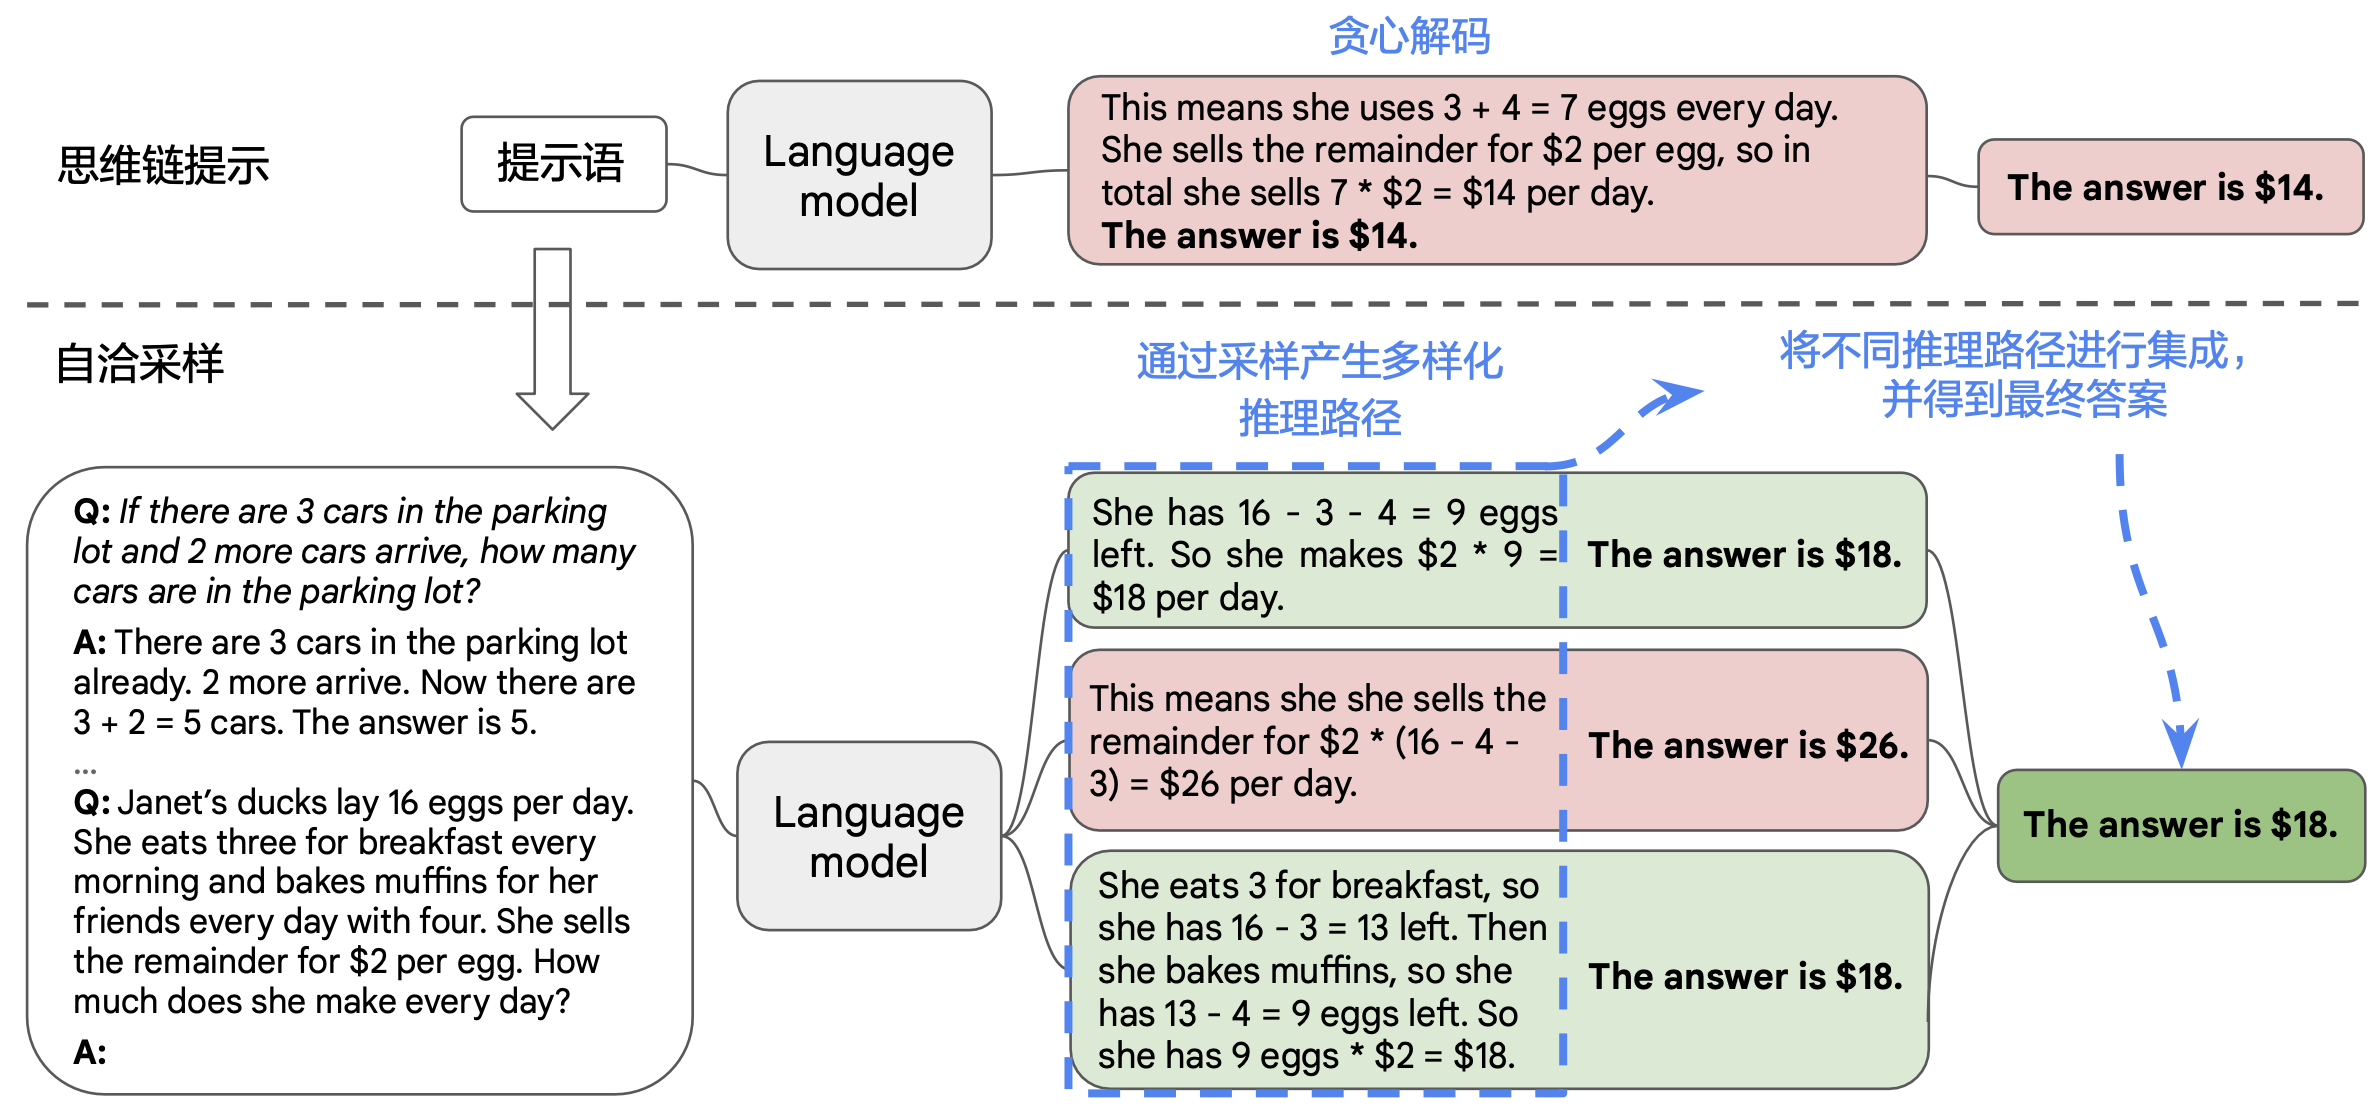 贪心解码
思维链提示
提示语
Language
model
This means she uses 3 + 4 = 7 eggs every day.
She sells the remainder for $2 per egg, so in
total she sells 7 * $2 = $14 per day.
The answer is $14.
The answer is $14.
自洽采样
通过采样产生多样化
推理路径
将不同推理路径进行集成，
并得到最终答案
Q: If there are 3 cars in the parking
lot and 2 more cars arrive, how many
cars are in the parking lot?
A: There are 3 cars in the parking lot
already. 2 more arrive. Now there are
3 + 2 = 5 cars. The answer is 5.
...
Q: Janet’s ducks lay 16 eggs per day.
She eats three for breakfast every
morning and bakes muffins for her
friends every day with four. She sells
the remainder for $2 per egg. How
much does she make every day?
A:
Language
model
She has 16 - 3 - 4 = 9 eggs
left. So she makes $2 * 9 =
$18 per day.
The answer is $18.
This means she she sells the
remainder for $2 * (16 - 4 -
3) = $26 per day.
The answer is $26.
She eats 3 for breakfast, so
she has 16 - 3 = 13 left. Then
she bakes muffins, so she
has 13 - 4 = 9 eggs left. So
she has 9 eggs * $2 = $18.
The answer is $18.
The answer is $18.